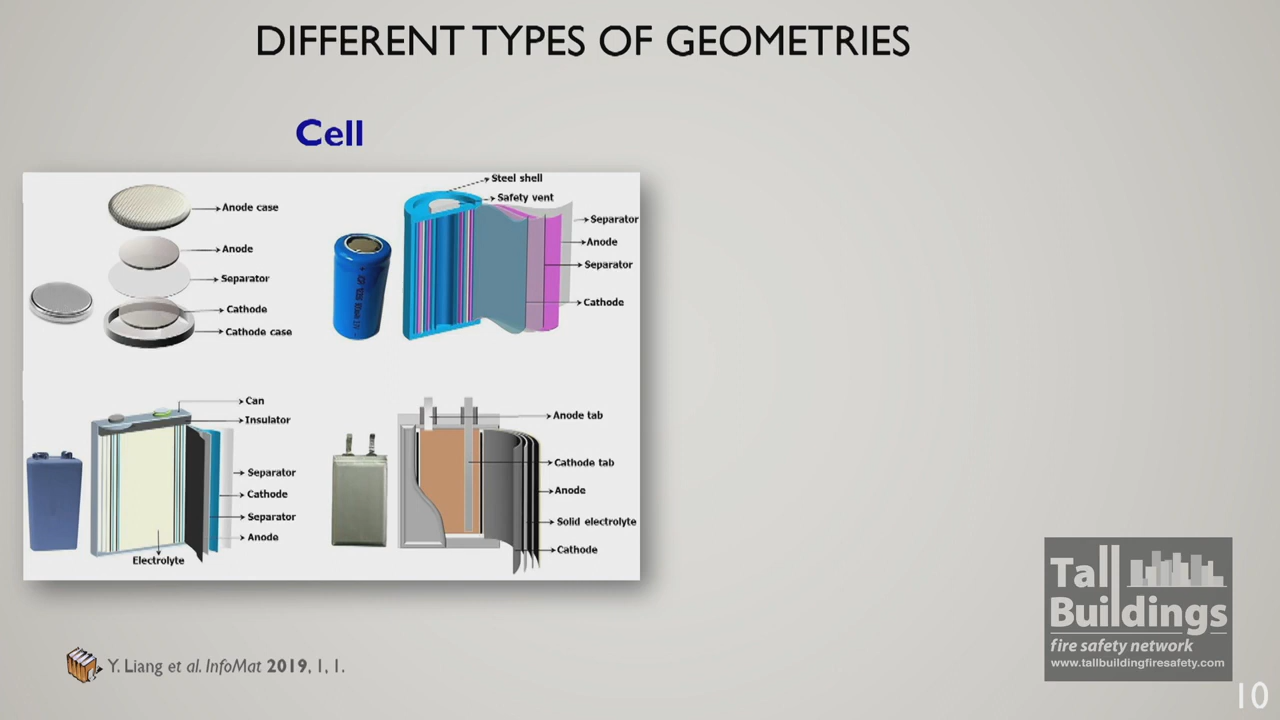 DIFFERENT TYPES OF GEOMETRIES
Cell
Anode case
Anode
Separator
Cathode
Cathode case
Steel shell
Safety vent
Separator
Anode
Separator
Cathode
Can
Insulator
Separator
Cathode
Separator
Anode
Electrolyte
Anode tab
Cathode tab
Anode
Solid electrolyte
Cathode
Y. Liang et al. InfoMat 2019, 1, 1.
Tall
Buildings
fire safety network
www.tallbuildingfiresafety.com
10